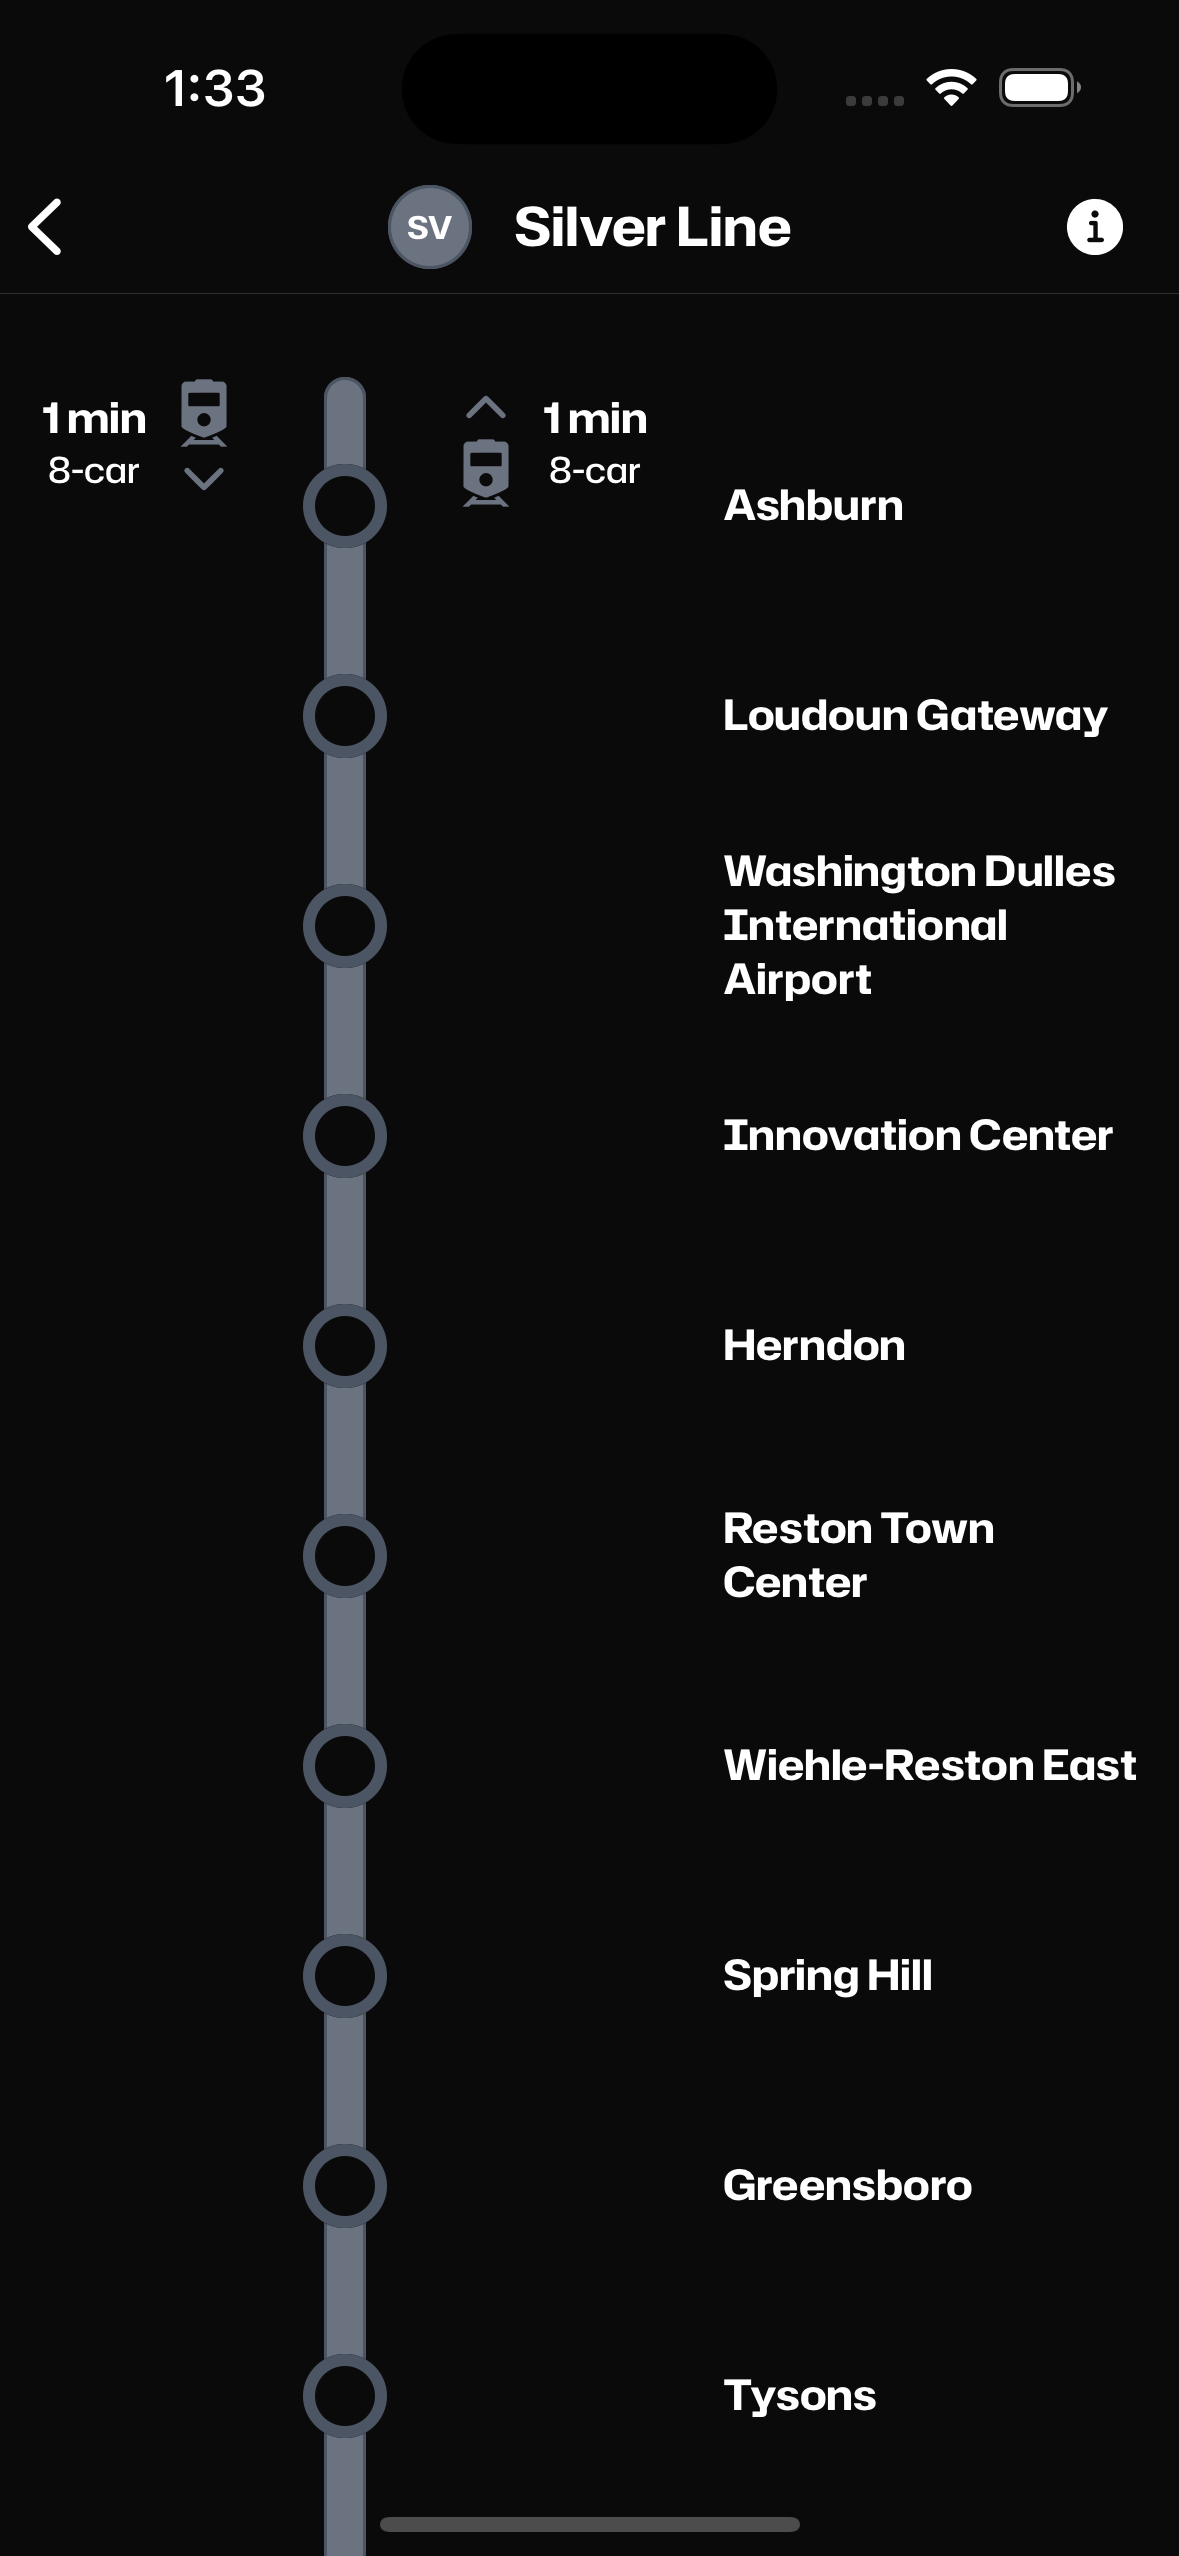 1:33
SV Silver Line
1 min
8-car
1 min
8-car
Ashburn
Loudoun Gateway
Washington Dulles
International
Airport
Innovation Center
Herndon
Reston Town
Center
Wiehle-Reston East
Spring Hill
Greensboro
Tysons